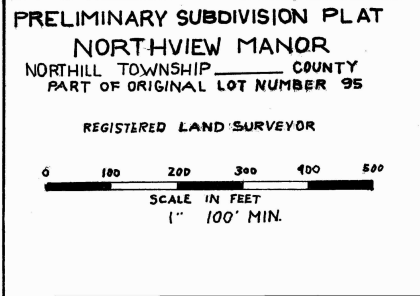 PRELIMINARY SUBDIVISION PLAT
NORTHVIEW MANOR
NORTHILL TOWNSHIP ______ COUNTY
PART OF ORIGINAL LOT NUMBER 95
REGISTERED LAND SURVEYOR
0 100 200 300 400 500
SCALE IN FEET
1" 100' MIN.